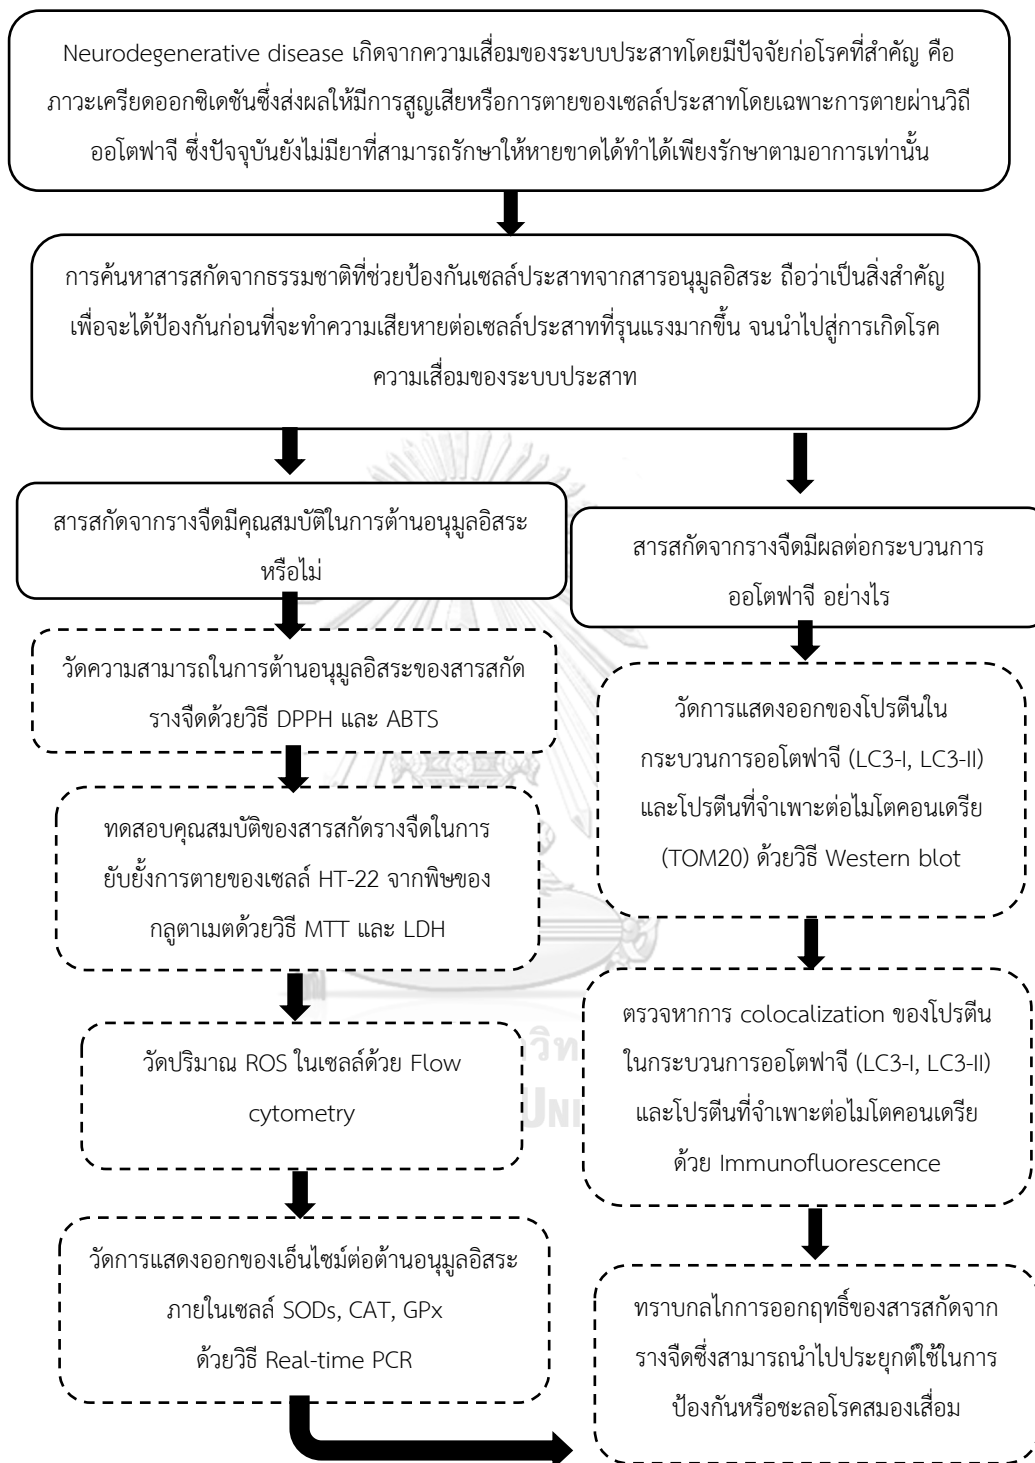 Neurodegenerative disease เกิดจากความเสื่อมของระบบประสาทโดยมีปัจจัยก่อโรคที่สำคัญ คือ
ภาวะเครียดออกซิเดชันซึ่งส่งผลให้มีการสูญเสียหรือการตายของเซลล์ประสาทโดยเฉพาะการตายผ่านวิถี
ออโตฟาจี ซึ่งปัจจุบันยังไม่มียาที่สามารถรักษาให้หายขาดได้ทำได้เพียงรักษาตามอาการเท่านั้น
การค้นหาสารสกัดจากธรรมชาติที่ช่วยป้องกันเซลล์ประสาทจากสารอนุมูลอิสระ ถือว่าเป็นสิ่งสำคัญ
เพื่อจะได้ป้องกันก่อนที่จะทำความเสียหายต่อเซลล์ประสาทที่รุนแรงมากขึ้น จนนำไปสู่การเกิดโรค
ความเสื่อมของระบบประสาท
สารสกัดจากรางจืดมีคุณสมบัติในการต้านอนุมูลอิสระ
หรือไม่
วัดความสามารถในการต้านอนุมูลอิสระของสารสกัด
รางจืดด้วยวิธี DPPH และ ABTS
ทดสอบคุณสมบัติของสารสกัดรางจืดในการ
ยับยั้งการตายของเซลล์ HT-22 จากพิษของ
กลูตาเมตด้วยวิธี MTT และ LDH
วัดปริมาณ ROS ในเซลล์ด้วย Flow
cytometry
วัดการแสดงออกของเอ็นไซม์ต่อต้านอนุมูลอิสระ
ภายในเซลล์ SODs, CAT, GPx
ด้วยวิธี Real-time PCR
สารสกัดจากรางจืดมีผลต่อกระบวนการ
ออโตฟาจี อย่างไร
วัดการแสดงออกของโปรตีนใน
กระบวนการออโตฟาจี (LC3-I, LC3-II)
และโปรตีนที่จำเพาะต่อไมโตคอนเดรีย
(TOM20) ด้วยวิธี Western blot
ตรวจหาการ colocalization ของโปรตีน
ในกระบวนการออโตฟาจี (LC3-I, LC3-II)
และโปรตีนที่จำเพาะต่อไมโตคอนเดรีย
ด้วย Immunofluorescence
ทราบกลไกการออกฤทธิ์ของสารสกัดจาก
รางจืดซึ่งสามารถนำไปประยุกต์ใช้ในการ
ป้องกันหรือชะลอโรคสมองเสื่อม